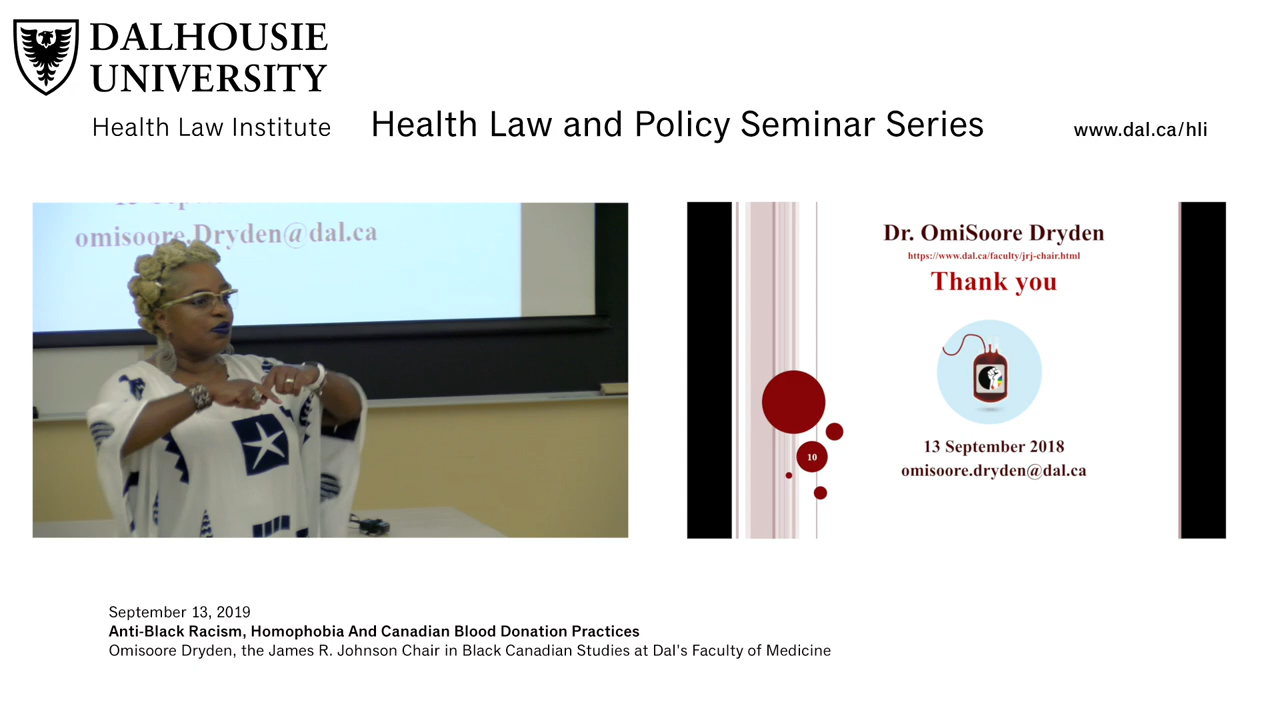 DALHOUSIE
UNIVERSITY
Health Law Institute
Health Law and Policy Seminar Series
www.dal.ca/hli
omisoore.Dryden@dal.ca
Dr. OmiSoore Dryden
https://www.dal.ca/faculty/jrj-chair.html
Thank you
10
13 September 2018
omisoore.dryden@dal.ca
September 13, 2019
Anti-Black Racism, Homophobia And Canadian Blood Donation Practices
Omisoore Dryden, the James R. Johnson Chair in Black Canadian Studies at Dal's Faculty of Medicine